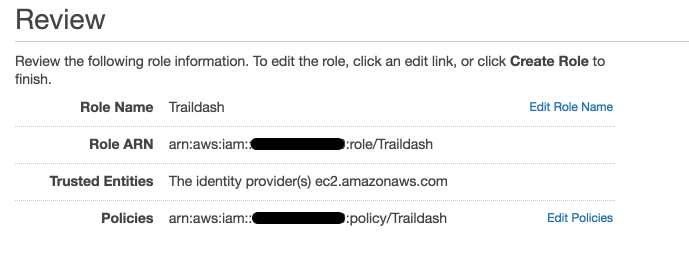 Review
Review the following role information. To edit the role, click an edit link, or click Create Role to
finish.
Role Name Traildash Edit Role Name
Role ARN arn:aws:iam:: :role/Traildash
Trusted Entities The identity provider(s) ec2.amazonaws.com
Policies arn:aws:iam:: :policy/Traildash Edit Policies